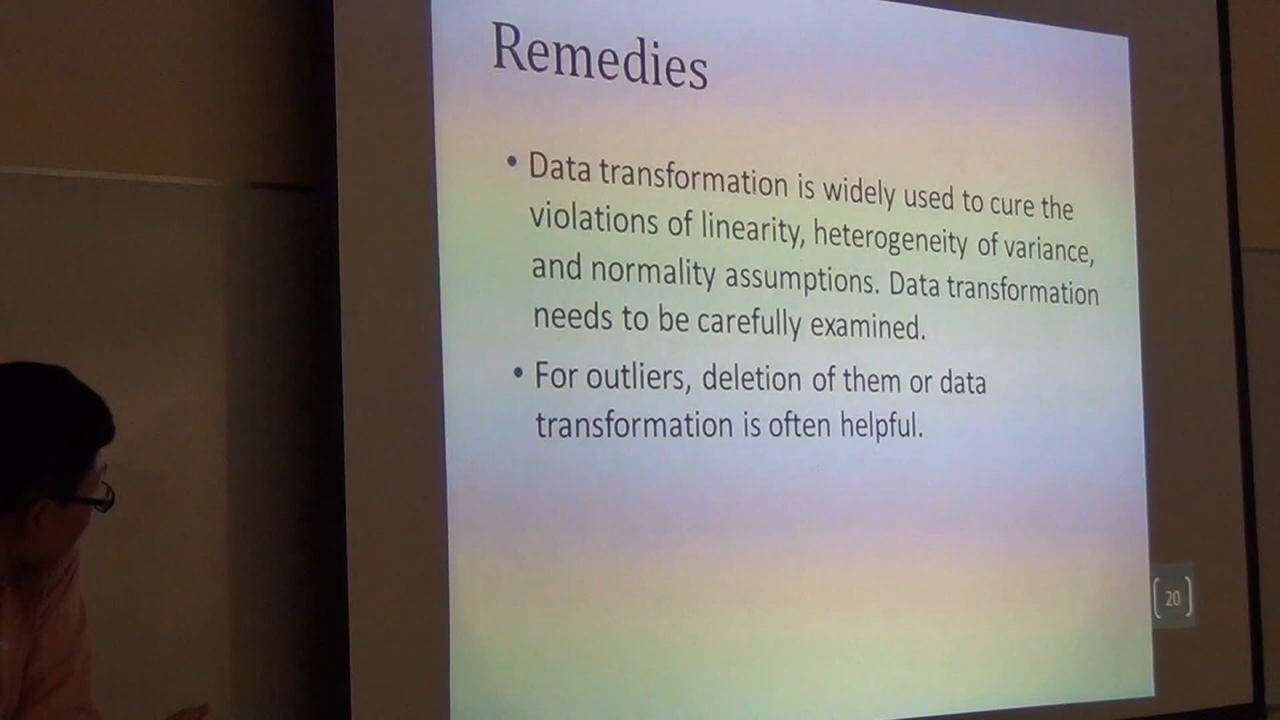 Remedies
• Data transformation is widely used to cure the
violations of linearity, heterogeneity of variance,
and normality assumptions. Data transformation
needs to be carefully examined.
• For outliers, deletion of them or data
transformation is often helpful.
20